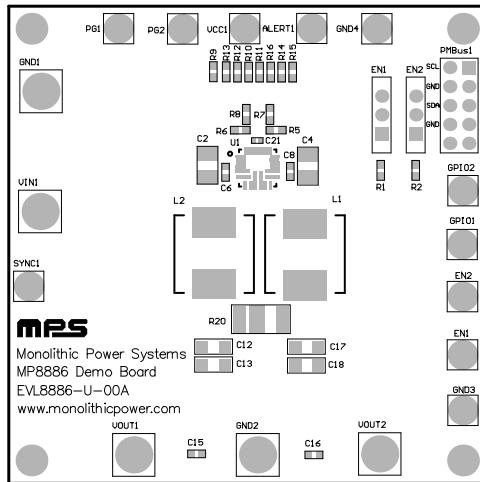 PG1 PG2 VCC1 ALERT1 GND4
PMBus1
GND1
R9 R13 R12 R10 R11 R16 R14 R15
EN1 EN2
SCL
GND
SDA
GND
R8 R7
R6 R5
U1 C21
C2 C4
C6 C8
R1 R2
GPIO2
VIN1
L2 L1
GPIO1
SYNC1
EN2
R20
mps
Monolithic Power Systems
MP8886 Demo Board
EVL8886-U-00A
www.monolithicpower.com
C12 C17
C13 C18
EN1
GND3
VOUT1 GND2 VOUT2
C15 C16